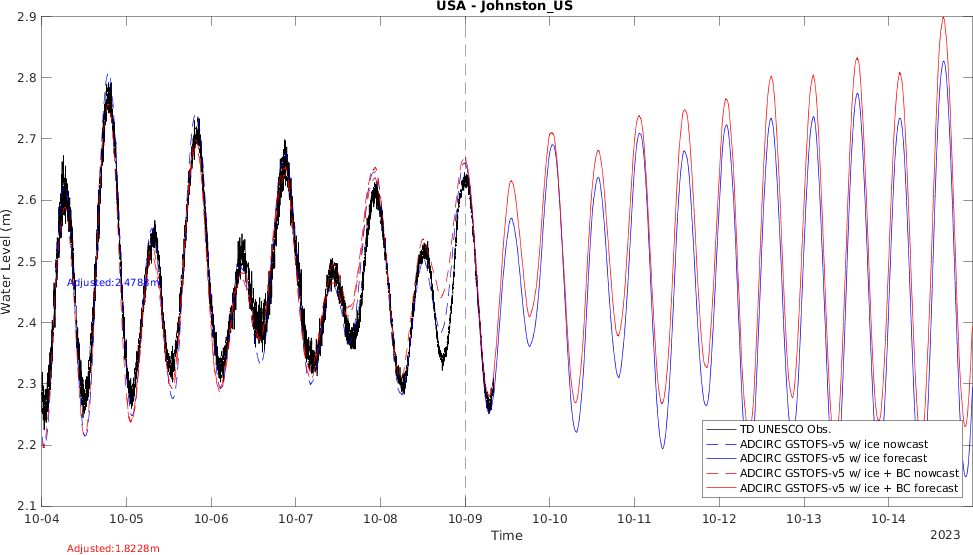 USA - Johnston_US
2.9
2.8
2.7
2.6
2.5
2.4
2.3
2.2
2.1
Water Level (m)
Adjusted:2.4783m
TD UNESCO Obs.
ADCIRC GSTOFS-v5 w/ ice nowcast
ADCIRC GSTOFS-v5 w/ ice forecast
ADCIRC GSTOFS-v5 w/ ice + BC nowcast
ADCIRC GSTOFS-v5 w/ ice + BC forecast
10-04 10-05 10-06 10-07 10-08 10-09 10-10 10-11 10-12 10-13 10-14
Time
2023
Adjusted:1.8228m